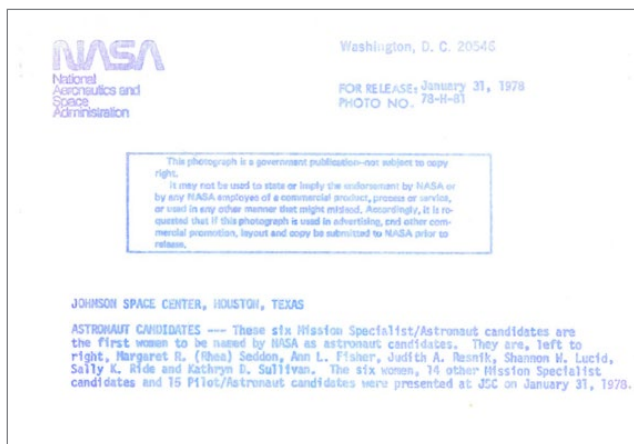 NASA
National
Aeronautics and
Space
Administration
Washington, D. C. 20546
FOR RELEASE: January 31, 1978
PHOTO NO. 78-H-81
This photograph is a government publication—not subject to copy
right.
It may not be used to state or imply the endorsement by NASA or
by any NASA employee of a commercial product, process or service,
or used in any other manner that might mislead. Accordingly, it is re-
quested that if this photograph is used in advertising, and other com-
mercial promotion, layout and copy be submitted to NASA prior to
release.
JOHNSON SPACE CENTER, HOUSTON, TEXAS
ASTRONAUT CANDIDATES --- These six Mission Specialist/Astronaut candidates are
the first women to be named by NASA as astronaut candidates. They are, left to
right, Margaret R. (Rhea) Seddon, Ann L. Fisher, Judith A. Resnik, Shannon W. Lucid,
Sally K. Ride and Kathryn D. Sullivan. The six women, 14 other Mission Specialist
candidates and 15 Pilot/Astronaut candidates were presented at JSC on January 31, 1978.